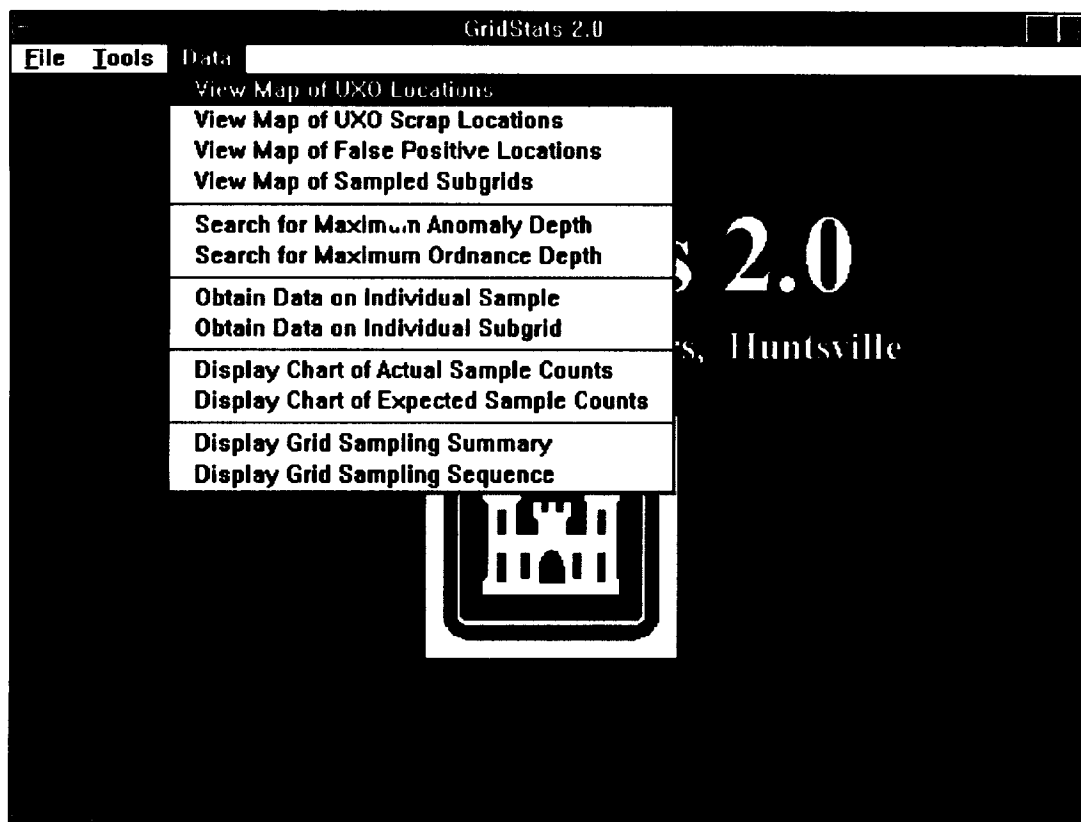 GridStats 2.0
File Tools Data
View Map of UXO Locations
View Map of UXO Scrap Locations
View Map of False Positive Locations
View Map of Sampled Subgrids
Search for Maximum Anomaly Depth
Search for Maximum Ordnance Depth
Obtain Data on Individual Sample
Obtain Data on Individual Subgrid
Display Chart of Actual Sample Counts
Display Chart of Expected Sample Counts
Display Grid Sampling Summary
Display Grid Sampling Sequence
s 2.0
s, Huntsville